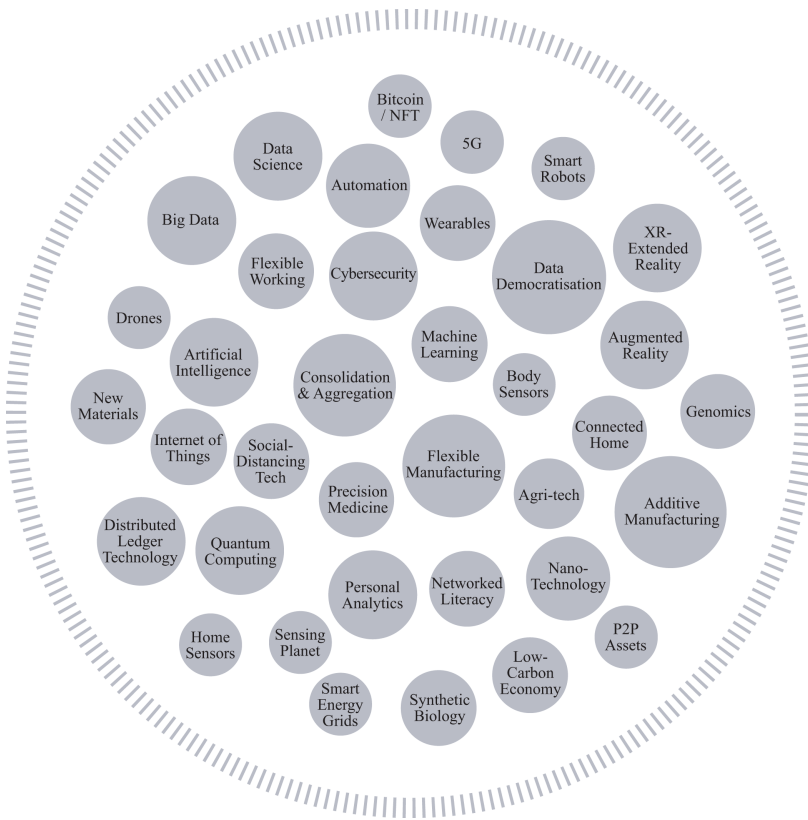 Bitcoin
/ NFT
5G
Data
Science
Smart
Robots
Automation
Big Data
Wearables
XR-
Extended
Reality
Flexible
Working
Cybersecurity
Data
Democratisation
Drones
Artificial
Intelligence
Machine
Learning
Augmented
Reality
Consolidation
& Aggregation
Body
Sensors
New
Materials
Genomics
Internet of
Things
Social-
Distancing
Tech
Flexible
Manufacturing
Connected
Home
Precision
Medicine
Agri-tech
Additive
Manufacturing
Distributed
Ledger
Technology
Quantum
Computing
Personal
Analytics
Networked
Literacy
Nano-
Technology
Home
Sensors
Sensing
Planet
P2P
Assets
Low-
Carbon
Economy
Smart
Energy
Grids
Synthetic
Biology